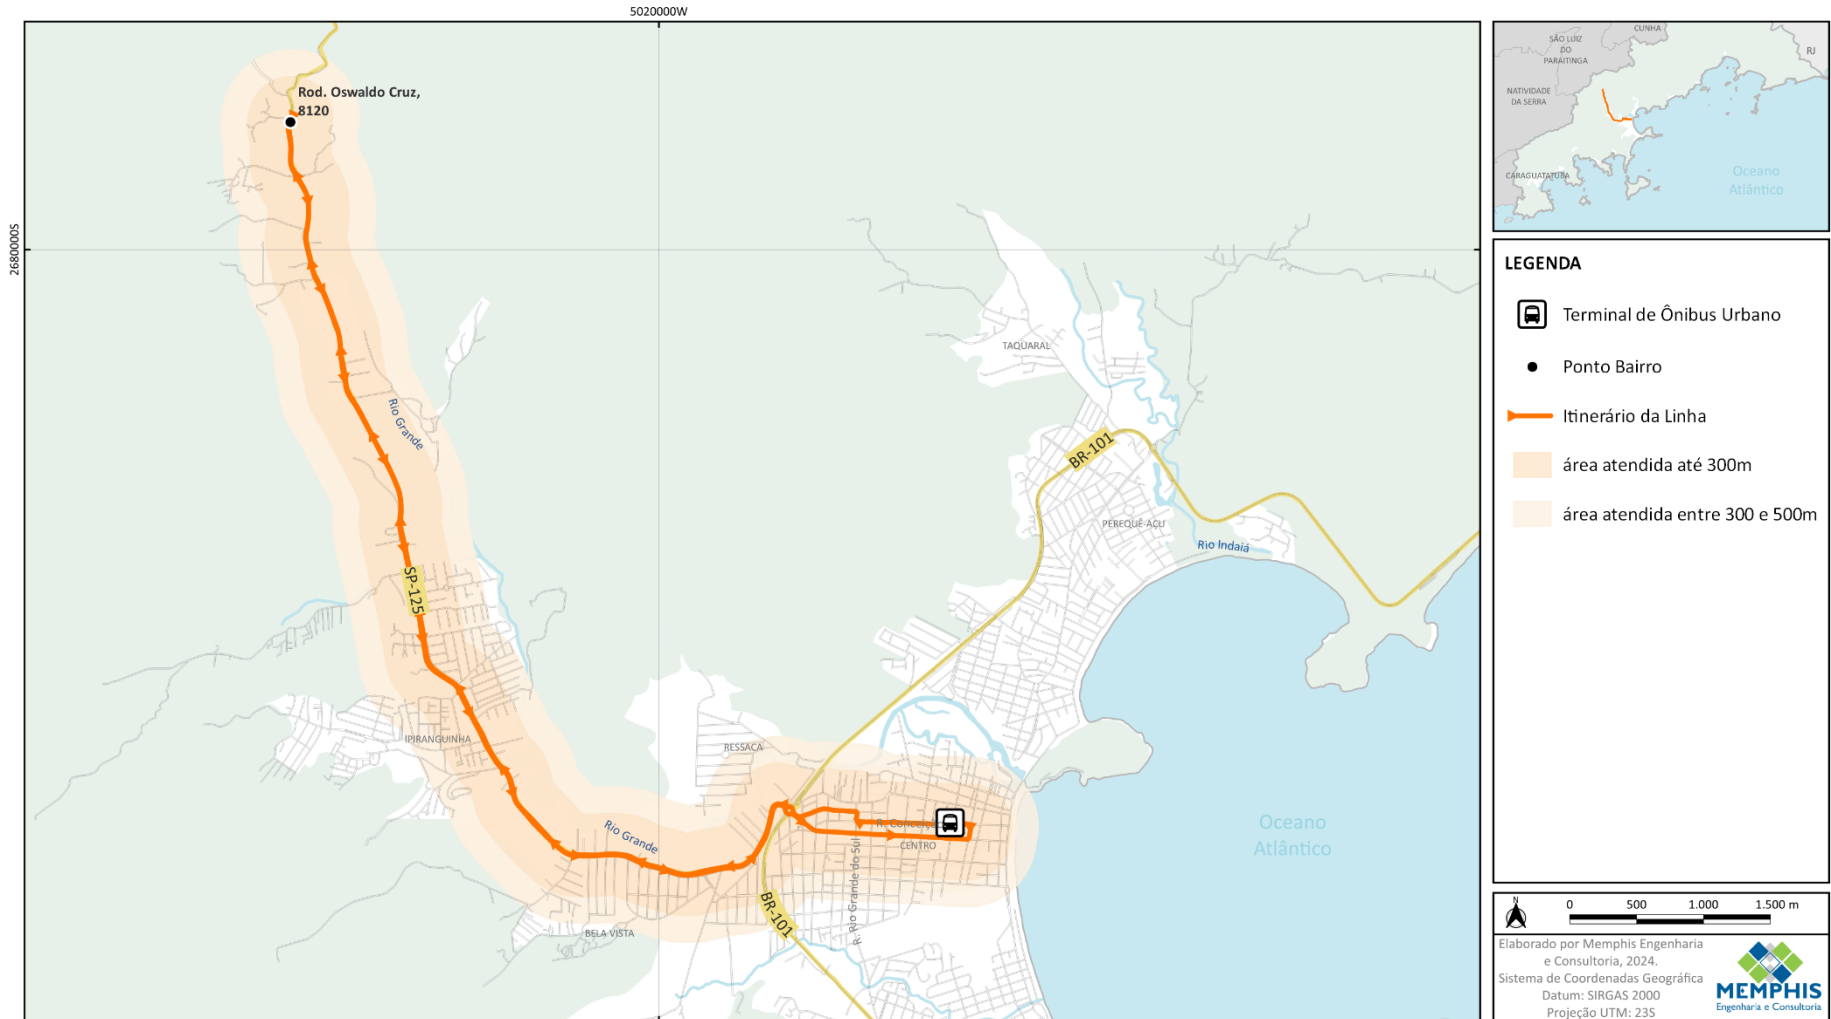 5020000W
2680000S
Rod. Oswaldo Cruz,
8120
Rio Grande
SP-125
IPIRANGUINHA
Rio Grande
BELA VISTA
RESSACA
TAQUARAL
BR-101
PEREQUÊ-AÇU
Rio Indaiá
R. Conceição
CENTRO
R. Rio Grande do Sul
BR-101
Oceano
Atlântico
CUNHA
SÃO LUIZ
DO
PARAITINGA
RJ
NATIVIDADE
DA SERRA
CARAGUATATUBA
Oceano
Atlântico
LEGENDA
Terminal de Ônibus Urbano
Ponto Bairro
Itinerário da Linha
área atendida até 300m
área atendida entre 300 e 500m
N
0 500 1.000 1.500 m
Elaborado por Memphis Engenharia
e Consultoria, 2024.
Sistema de Coordenadas Geográfica
Datum: SIRGAS 2000
Projeção UTM: 23S
MEMPHIS
Engenharia e Consultoria